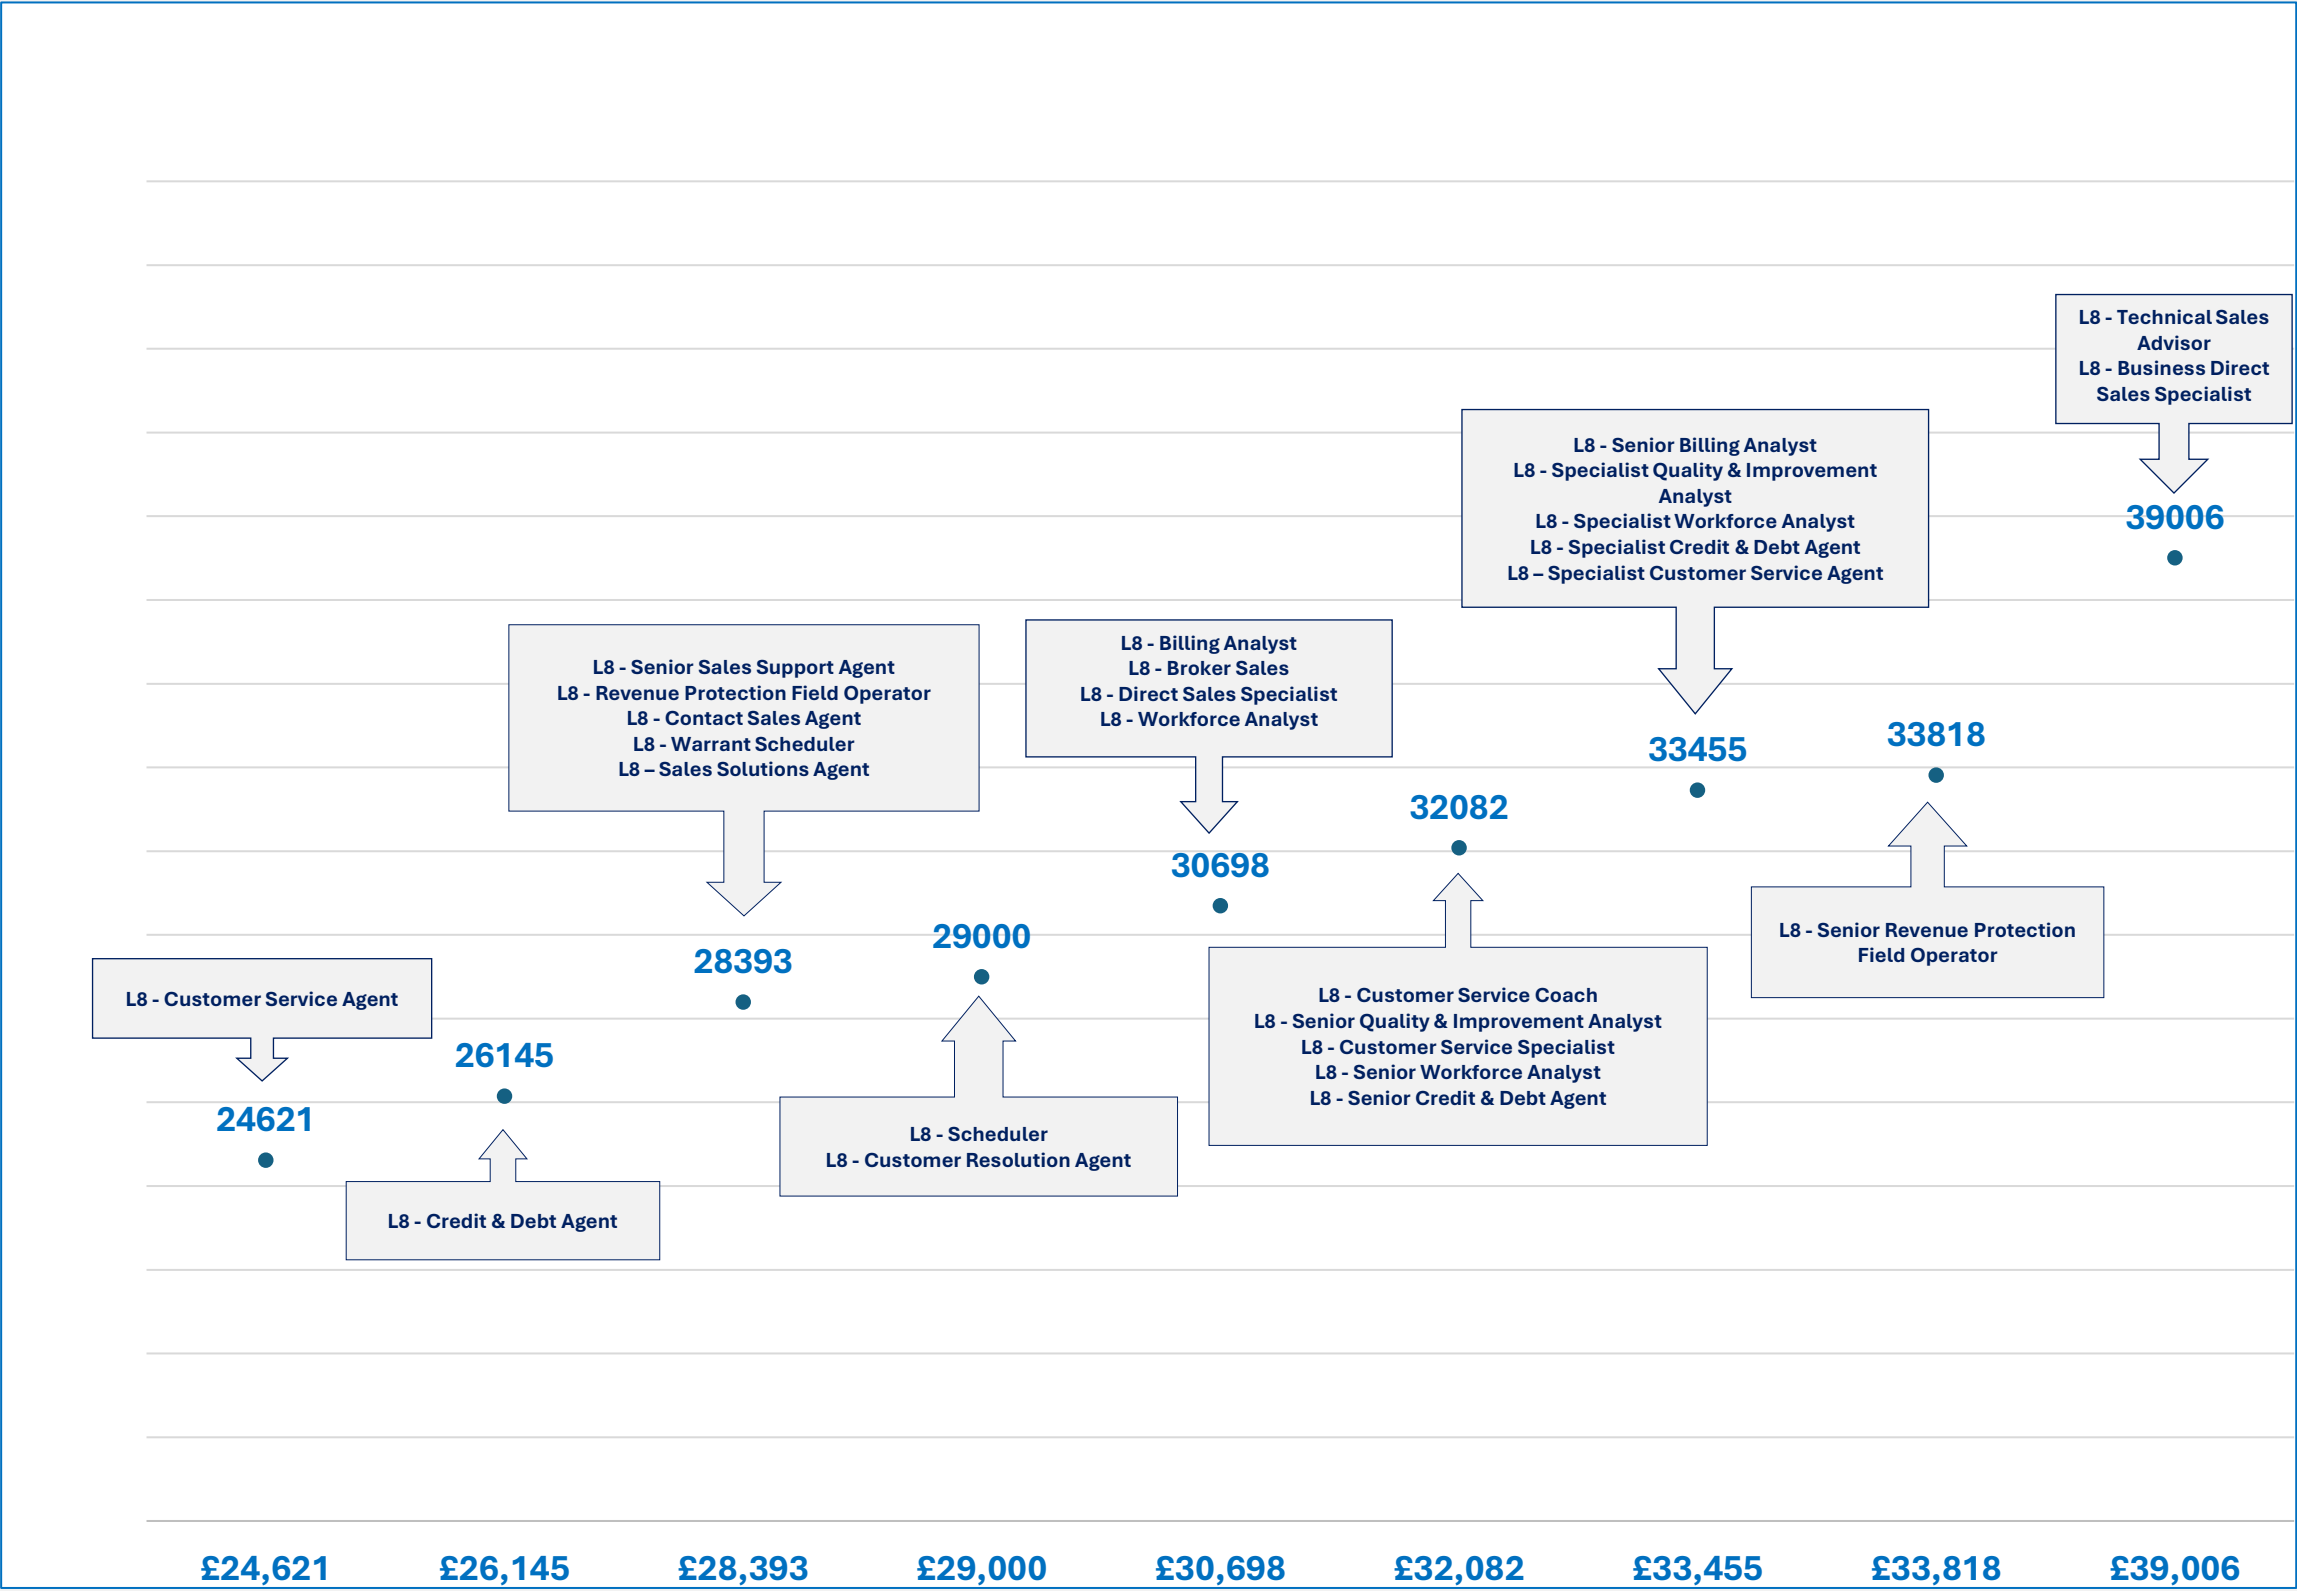 L8 - Technical Sales
Advisor
L8 - Business Direct
Sales Specialist
39006
L8 - Senior Billing Analyst
L8 - Specialist Quality & Improvement
Analyst
L8 - Specialist Workforce Analyst
L8 - Specialist Credit & Debt Agent
L8 – Specialist Customer Service Agent
33455
33818
L8 - Senior Revenue Protection
Field Operator
L8 - Senior Sales Support Agent
L8 - Revenue Protection Field Operator
L8 - Contact Sales Agent
L8 - Warrant Scheduler
L8 – Sales Solutions Agent
28393
L8 - Billing Analyst
L8 - Broker Sales
L8 - Direct Sales Specialist
L8 - Workforce Analyst
30698
32082
L8 - Customer Service Coach
L8 - Senior Quality & Improvement Analyst
L8 - Customer Service Specialist
L8 - Senior Workforce Analyst
L8 - Senior Credit & Debt Agent
29000
L8 - Scheduler
L8 - Customer Resolution Agent
L8 - Customer Service Agent
24621
26145
L8 - Credit & Debt Agent
£24,621 £26,145 £28,393 £29,000 £30,698 £32,082 £33,455 £33,818 £39,006